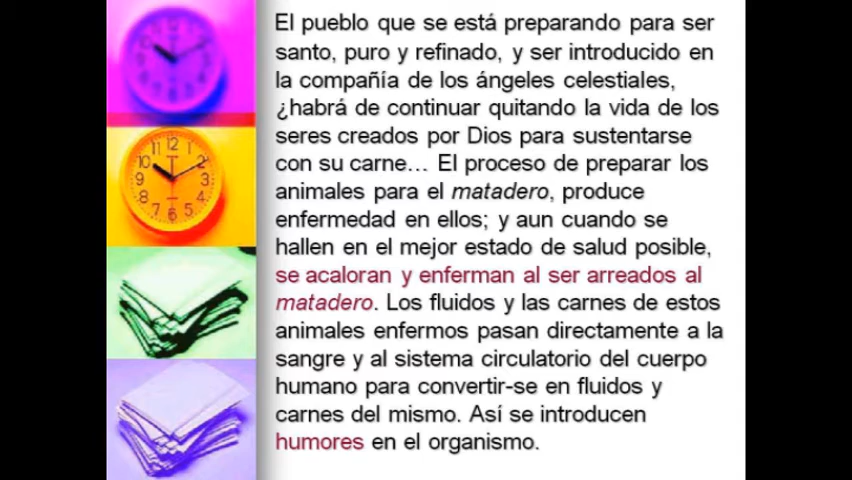 El pueblo que se está preparando para ser
santo, puro y refinado, y ser introducido en
la compañía de los ángeles celestiales,
¿habrá de continuar quitando la vida de los
seres creados por Dios para sustentarse
con su carne... El proceso de preparar los
animales para el matadero, produce
enfermedad en ellos; y aun cuando se
hallen en el mejor estado de salud posible,
se acaloran y enferman al ser arreados al
matadero. Los fluidos y las carnes de estos
animales enfermos pasan directamente a la
sangre y al sistema circulatorio del cuerpo
humano para convertir-se en fluidos y
carnes del mismo. Así se introducen
humores en el organismo.